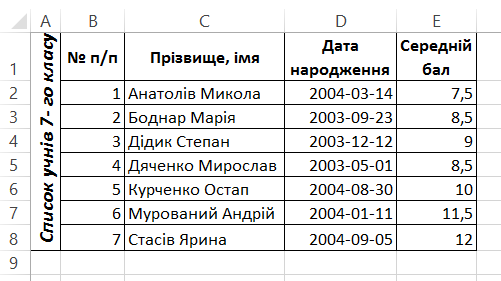 A B C D E
1 № п/п Прізвище, імя Дата народження Середній бал
Список учнів 7- го класу
2 1 Анатолів Микола 2004-03-14 7,5
3 2 Боднар Марія 2003-09-23 8,5
4 3 Дідик Степан 2003-12-12 9
5 4 Дяченко Мирослав 2003-05-01 8,5
6 5 Курченко Остап 2004-08-30 10
7 6 Мурований Андрій 2004-01-11 11,5
8 7 Стасів Ярина 2004-09-05 12
9